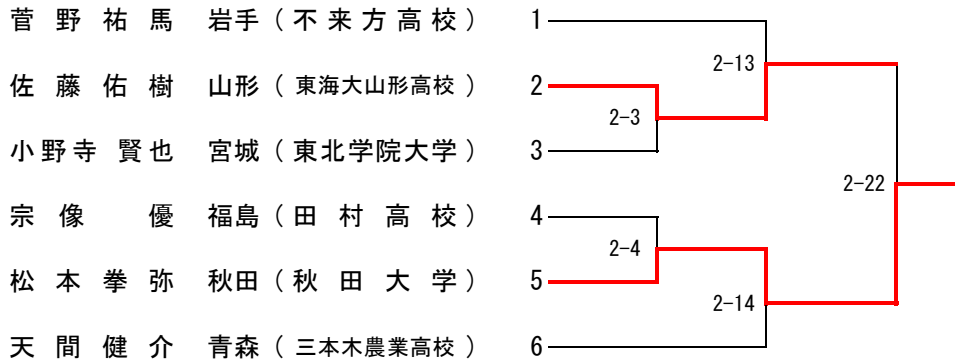 菅野祐馬 岩手(不来方高校) 1
2-13
佐藤佑樹 山形(東海大山形高校) 2
2-3
小野寺 賢也 宮城(東北学院大学) 3
2-22
宗像 優 福島(田村高校) 4
2-4
松本拳弥 秋田(秋田大学) 5
2-14
天間健介 青森(三本木農業高校) 6